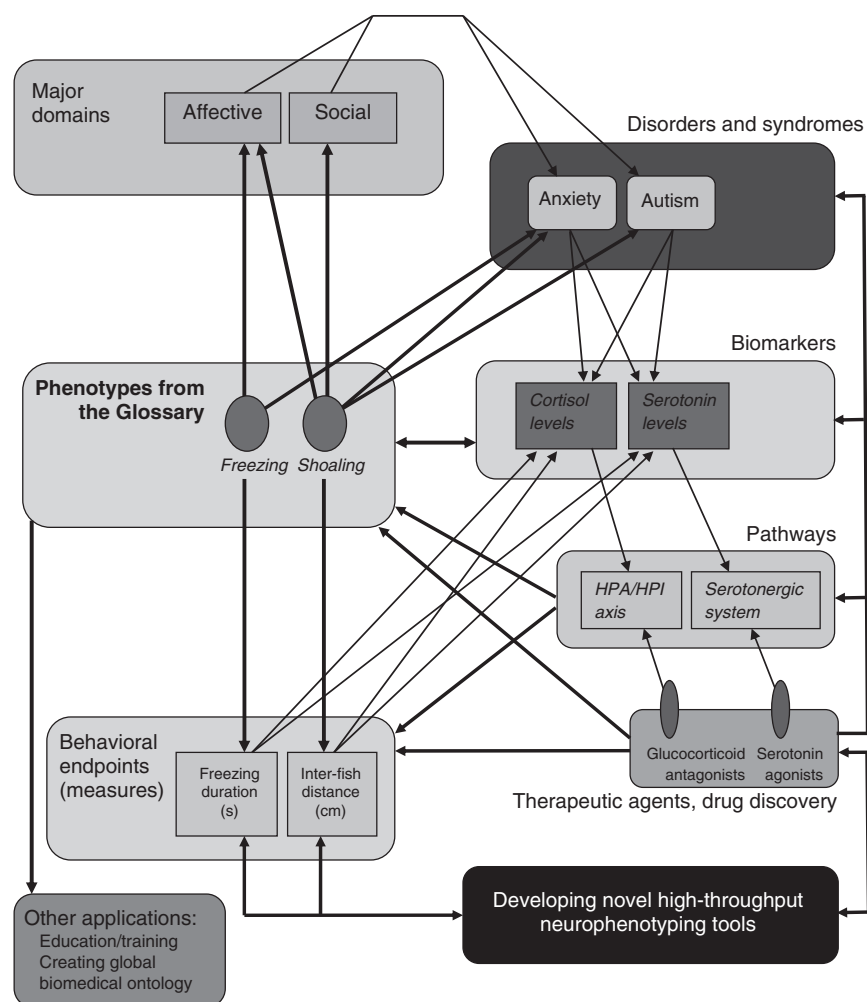 Major
domains
Affective
Social
Disorders and syndromes
Anxiety
Autism
Biomarkers
Phenotypes from
the Glossary
Cortisol
levels
Serotonin
levels
Freezing
Shoaling
Pathways
HPA/HPI
axis
Serotonergic
system
Behavioral
endpoints
(measures)
Freezing
duration
(s)
Inter-fish
distance
(cm)
Glucocorticoid
antagonists
Serotonin
agonists
Therapeutic agents, drug discovery
Developing novel high-throughput
neurophenotyping tools
Other applications:
Education/training
Creating global
biomedical ontology